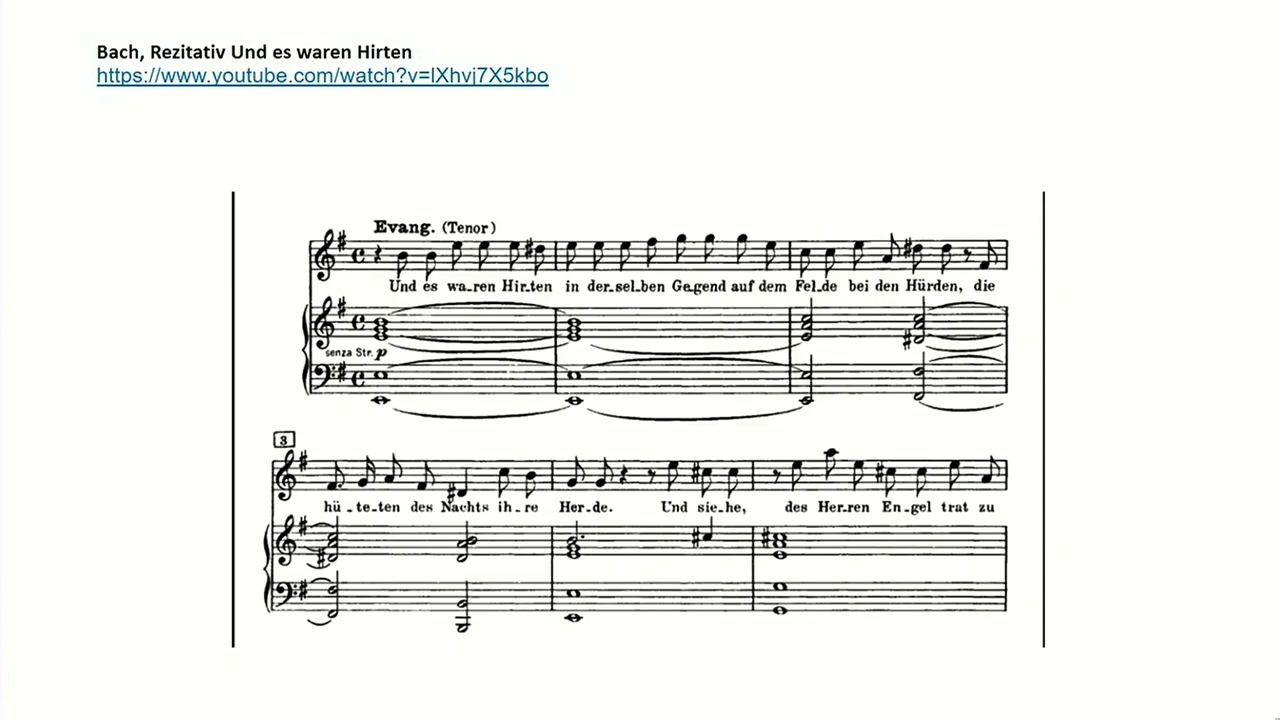 Bach, Rezitativ Und es waren Hirten
https://www.youtube.com/watch?v=lXhvj7X5kbo
Evang. (Tenor)
Und es wa-ren Hir-ten in der-sel-ben Ge-gend auf dem Fel-de bei den Hürden, die
senza Str. p
3
hü-te-ten des Nachts ih-re Her-de. Und sie-he, des Her-ren En-gel trat zu